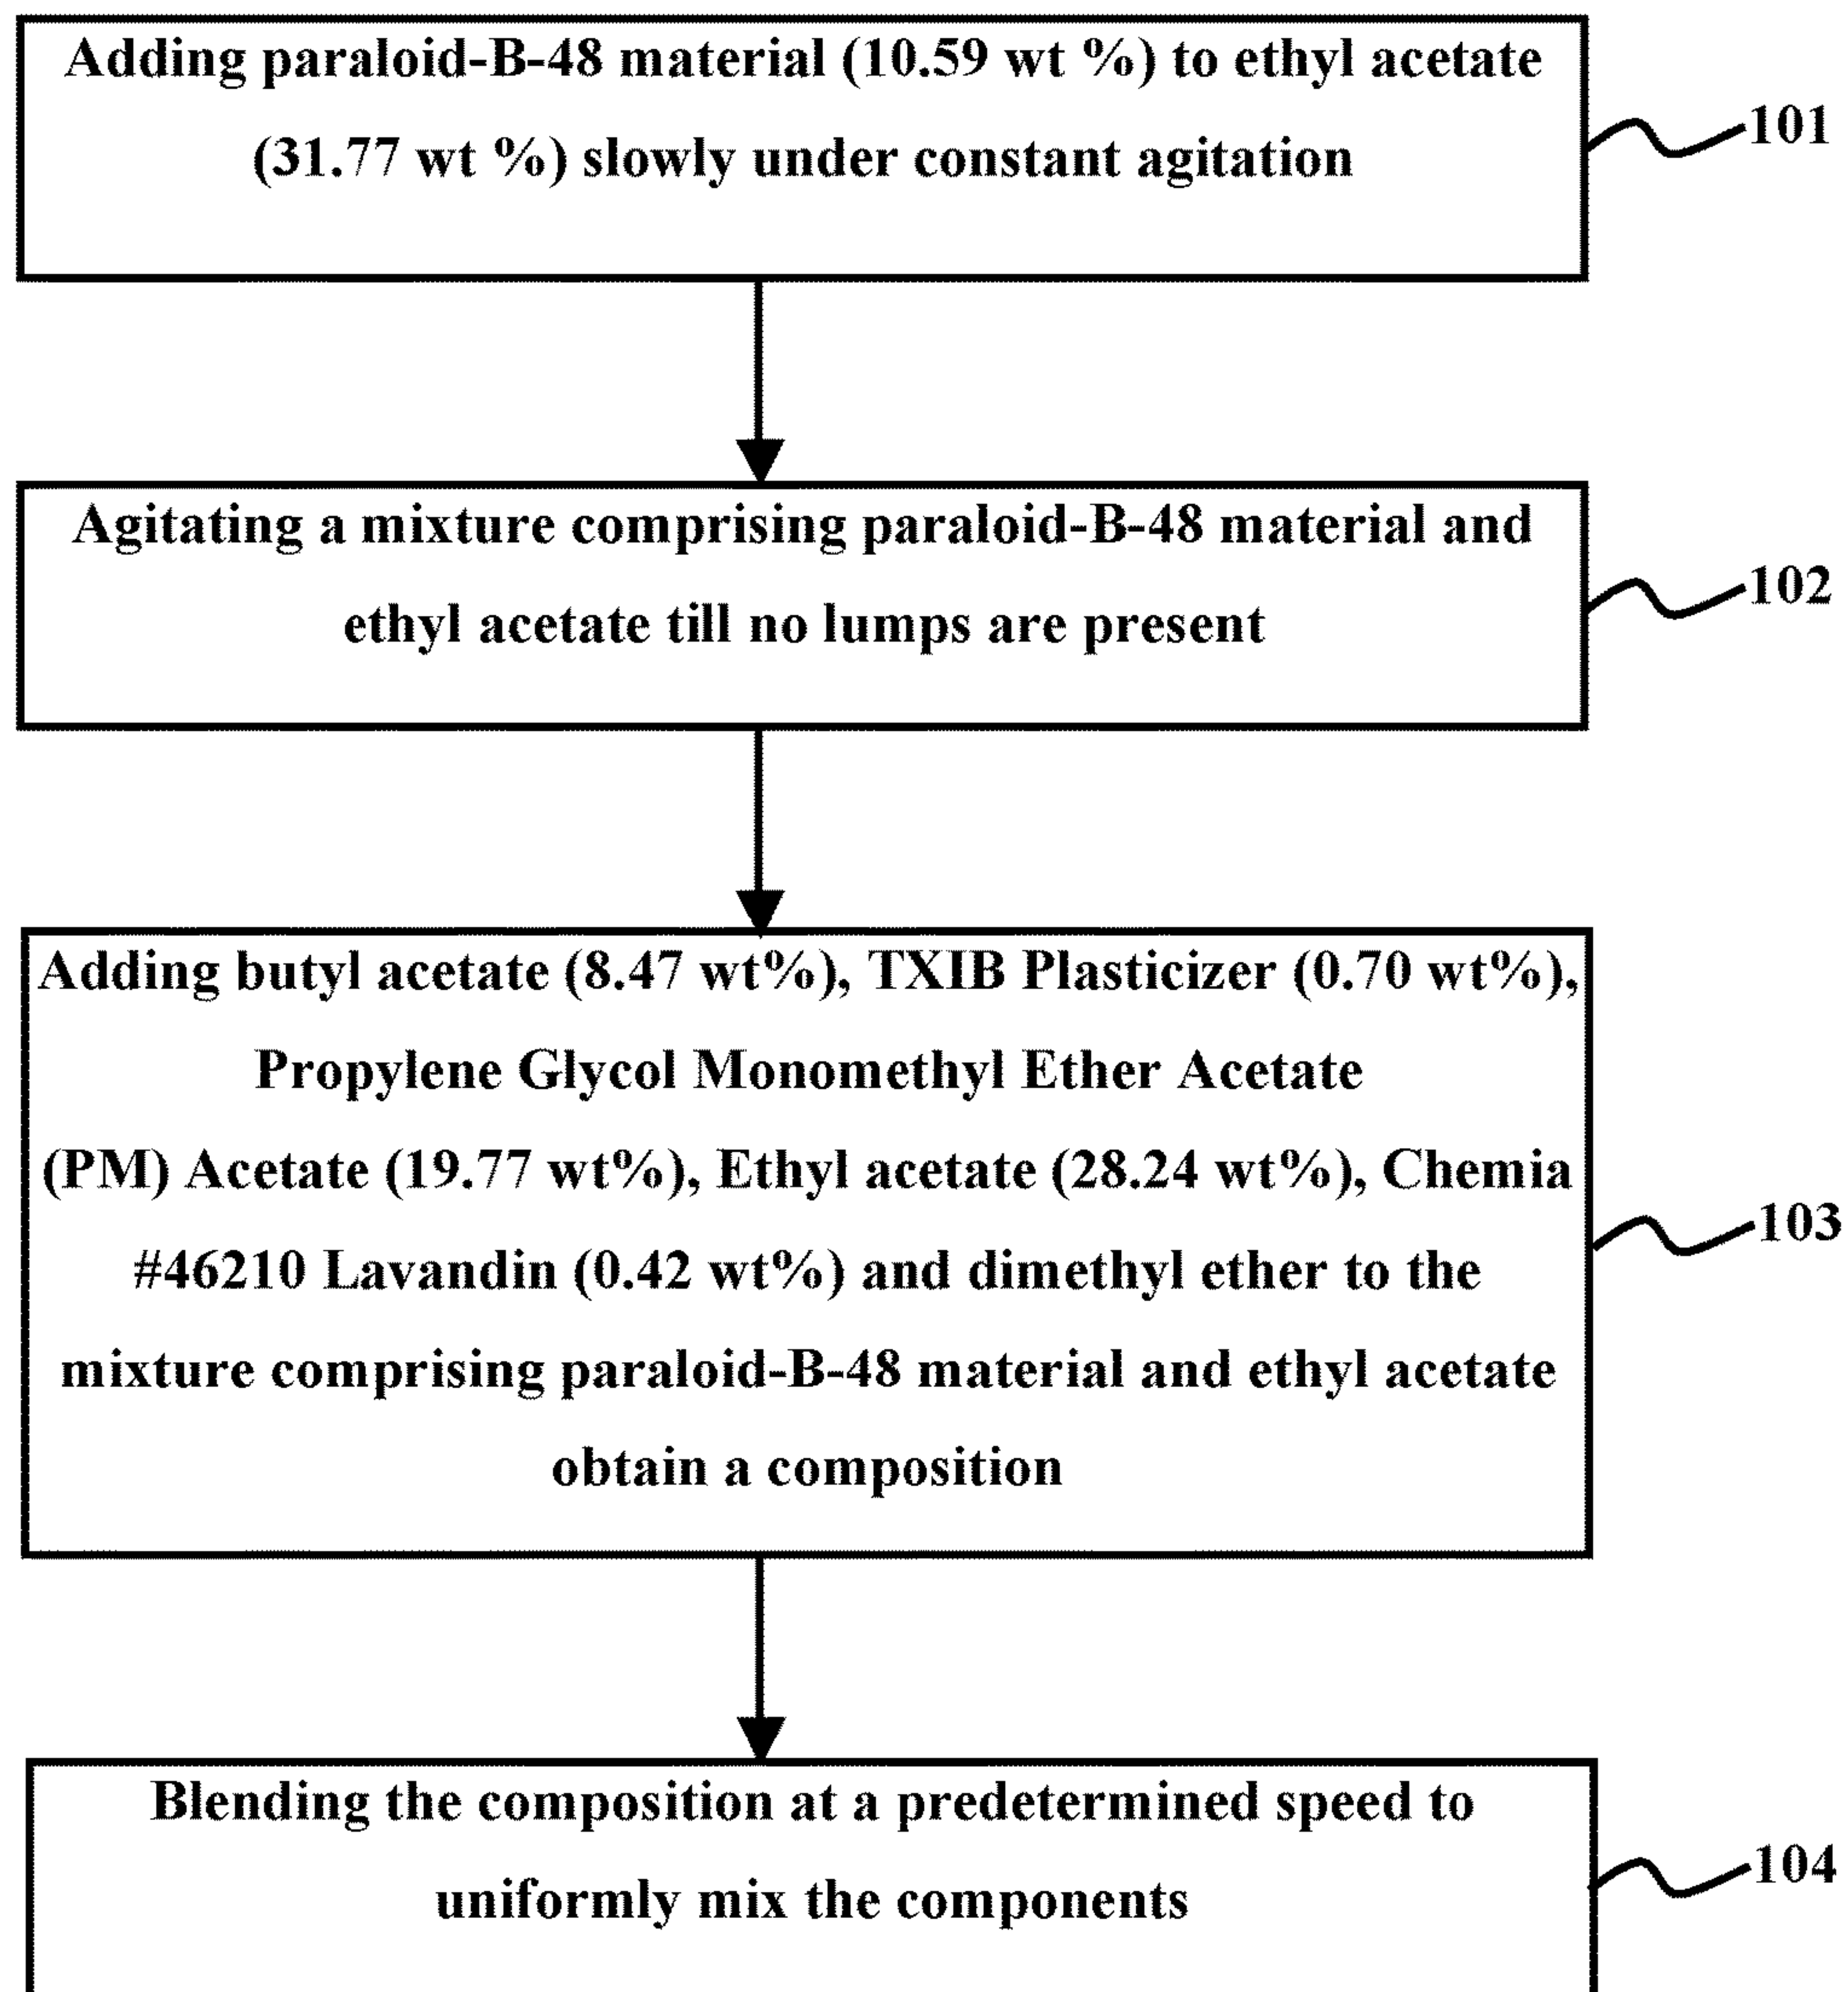 Adding paraloid-B-48 material (10.59 wt %) to ethyl acetate
(31.77 wt %) slowly under constant agitation
101
Agitating a mixture comprising paraloid-B-48 material and
ethyl acetate till no lumps are present
102
Adding butyl acetate (8.47 wt%), TXIB Plasticizer (0.70 wt%),
Propylene Glycol Monomethyl Ether Acetate
(PM) Acetate (19.77 wt%), Ethyl acetate (28.24 wt%), Chemia
#46210 Lavandin (0.42 wt%) and dimethyl ether to the
mixture comprising paraloid-B-48 material and ethyl acetate
obtain a composition
103
Blending the composition at a predetermined speed to
uniformly mix the components
104